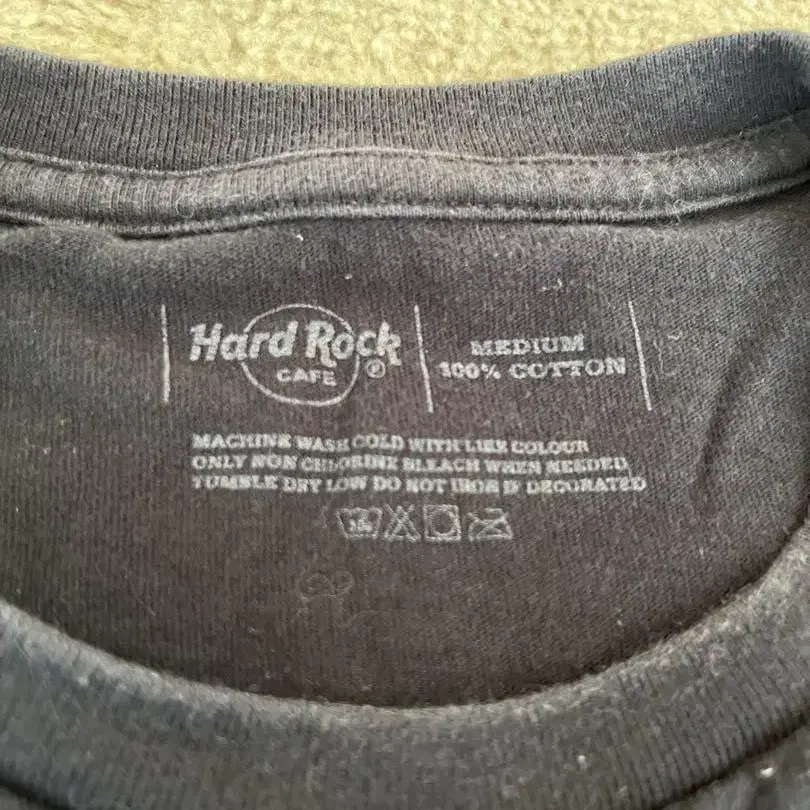 Hard Rock
CAFE ®
MEDIUM
100% COTTON
MACHINE WASH COLD WITH LIKE COLOUR
ONLY NON CHLORINE BLEACH WHEN NEEDED
TUMBLE DRY LOW DO NOT IRON IF DECORATED